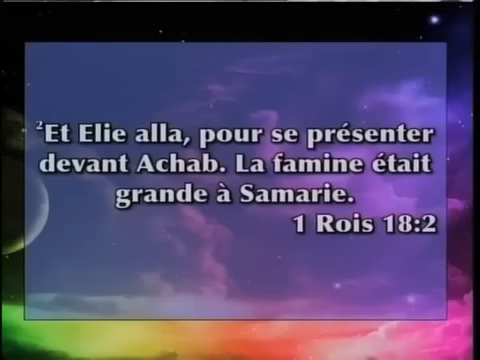 ²Et Elie alla, pour se présenter
devant Achab. La famine était
grande à Samarie.
1 Rois 18:2